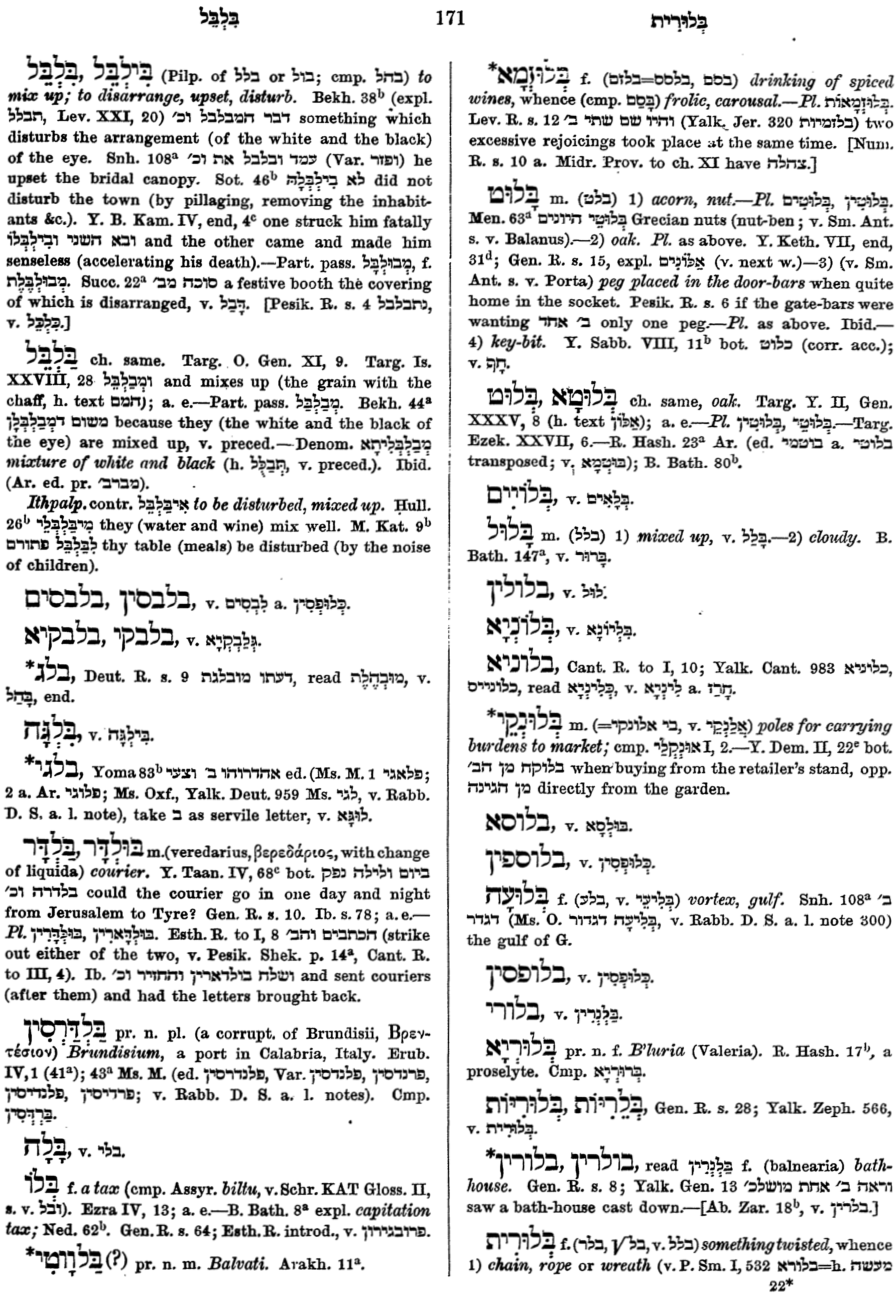 בִּלְבֵּל 171 בְּלוּרִית
בִּילְבֵּל, בִּלְבֵּל (Pilp. of בלל or בול; cmp. בהל) to
mix up; to disarrange, upset, disturb. Bekh. 38ᵇ (expl.
תבלל, Lev. XXI, 20) דבר המבלבל וכ׳ something which
disturbs the arrangement (of the white and the black)
of the eye. Snh. 108ᵃ עמד ובלבל את וכ׳ (Var. ופזר) he
upset the bridal canopy. Sot. 46ᵇ לא בִילְבְּלָהּ did not
disturb the town (by pillaging, removing the inhabit-
ants &c.). Y. B. Kam. IV, end, 4ᶜ one struck him fatally
ובא השני ובִילְבְּלוֹ and the other came and made him
senseless (accelerating his death).—Part. pass. מְבוּלְבָּל, f.
מְבוּלְבֶּלֶת. Succ. 22ᵃ סוכה מב׳ a festive booth the covering
of which is disarranged, v. דָּבַל. [Pesik. R. s. 4 נתבלבל,
v. כִּלְכֵּל.]
בַּלְבֵּל ch. same. Targ. O. Gen. XI, 9. Targ. Is.
XXVIII, 28 וּמְבַלְבֵּל and mixes up (the grain with the
chaff, h. text המם); a. e.—Part. pass. מְבַלְבַּל. Bekh. 44ᵃ
משום דמְבַלְבְּלָן because they (the white and the black of
the eye) are mixed up, v. preced.—Denom. מְבַלְבְּלִיתָא
mixture of white and black (h. תְּבַלֻּל, v. preced.). Ibid.
(Ar. ed. pr. מברב׳).
Ithpalp. contr. אִיבַּלְבֵּל to be disturbed, mixed up. Ḥull.
26ᵇ מִיבַּלְבְּלֵי they (water and wine) mix well. M. Kat. 9ᵇ
לִבַּלְבֵּל פתורם thy table (meals) be disturbed (by the noise
of children).
בלבסין, בלבסים, v. לִבְסִים a. כְּלוּפְּסִין.
בלבקי, בלבקיא, v. גְּלַבְקְיָא.
*בלג, Deut. R. s. 9 דעתו מובלגת, read מוּבְהֶלֶת, v.
בָּהַל, end.
בִּלְגָּה, v. בִּילְגָּה.
*בלגי, Yoma 83ᵇ אהדרוהו ב׳ וצעי ed. (Ms. M. 1 פלאגי;
2 a. Ar. פלוגי; Ms. Oxf., Yalk. Deut. 959 Ms. לגי, v. Rabb.
D. S. a. l. note), take ב as servile letter, v. לוּגָּא.
בּוּלְדָּר, בַּלְדָּר m. (veredarius, βερεδάριος, with change
of liquida) courier. Y. Taan. IV, 68ᶜ bot. ביום ולילה נפק
בלדרה וכ׳ could the courier go in one day and night
from Jerusalem to Tyre? Gen. R. s. 10. Ib. s. 78; a. e.—
Pl. בּוּלְדָּארִין, בּוּלְדָּרִין. Esth. R. to I, 8 הכתבים והב׳ (strike
out either of the two, v. Pesik. Shek. p. 14ᵃ, Cant. R.
to III, 4). Ib. ושלח בולדארין והחזיר וכ׳ and sent couriers
(after them) and had the letters brought back.
בַּלְדַּרְסִין pr. n. pl. (a corrupt. of Brundisii, Βρεν-
τέσιον) Brundisium, a port in Calabria, Italy. Erub.
IV, 1 (41ᵃ); 43ᵃ Ms. M. (ed. פלנדרסין, Var. פרנדסין, פלנדסין,
פרדיסין, פלנדיסין; v. Rabb. D. S. a. l. notes). Cmp.
בַּרַנְדְּסִין.
בָּלָה, v. בלי.
בְּלוֹ f. a tax (cmp. Assyr. biltu, v. Schr. KAT Gloss. II,
s. v. ובל). Ezra IV, 13; a. e.—B. Bath. 8ᵃ expl. capitation
tax; Ned. 62ᵇ. Gen. R. s. 64; Esth. R. introd., v. פרובגירון.
*בַּלְוָוטִי (?) pr. n. m. Balvati. Arakh. 11ᵃ.
*בְּלוּזְמָא f. (בסם, בלסם=בלזם) drinking of spiced
wines, whence (cmp. בָּסַם) frolic, carousal.—Pl. בְּלוּזְמָאוֹת.
Lev. R. s. 12 והיו שם שתי ב׳ (Yalk. Jer. 320 בלזמיות) two
excessive rejoicings took place at the same time. [Num.
R. s. 10 a. Midr. Prov. to ch. XI have צהלה.]
בָּלוּט m. (בלט) 1) acorn, nut.—Pl. בַּלּוּטִין, בַּלּוּטִים.
Men. 63ᵃ בַּלּוּטֵי היונים Grecian nuts (nut-ben; v. Sm. Ant.
s. v. Balanus).—2) oak. Pl. as above. Y. Keth. VII, end,
31ᵈ; Gen. R. s. 15, expl. אַלּוֹנִים (v. next w.)—3) (v. Sm.
Ant. s. v. Porta) peg placed in the door-bars when quite
home in the socket. Pesik. R. s. 6 if the gate-bars were
wanting ב׳ אחד only one peg.—Pl. as above. Ibid.—
4) key-bit. Y. Sabb. VIII, 11ᵇ bot. כלוט (corr. acc.);
v. חָף.
בְּלוּטָא, בַּלּוּט ch. same, oak. Targ. Y. II, Gen.
XXXV, 8 (h. text אַלּוֹן); a. e.—Pl. בַּלּוּטִין, בַּלּוּטֵי.—Targ.
Ezek. XXVII, 6.—R. Hash. 23ᵃ Ar. (ed. בוטמי a. בלוטי
transposed; v. בּוּטְמָא); B. Bath. 80ᵇ.
בְּלוֹיִים, v. בְּלָאִים.
בָּלוּל m. (בלל) 1) mixed up, v. בָּלַל.—2) cloudy. B.
Bath. 147ᵃ, v. בָּרוּר.
בלולין, v. לוּל.
בְּלוֹנְיָא, v. בִּלְיוֹנָא.
בלוניא, Cant. R. to I, 10; Yalk. Cant. 983 כליניא,
כלונייס, read כְּלִינְיָא, v. לִינְיָא a. חָרַז.
*בְּלוּנְקֵי m. (=בי אלונקי, v. אֲלַנְקֵי) poles for carrying
burdens to market; cmp. אוּנְקְלֵי I, 2.—Y. Dem. II, 22ᶜ bot.
בלוקח מן הב׳ when buying from the retailer's stand, opp.
מן הגינה directly from the garden.
בלוסא, v. בּוּלְסָא.
בלוספין, v. כְּלוּפְּסִין.
בְּלוּעָה f. (בלע, v. בְּלִיעֵי) vortex, gulf. Snh. 108ᵃ ב׳
דגדר (Ms. O. בְּלִיעָה דגדור, v. Rabb. D. S. a. l. note 300)
the gulf of G.
בלופסין, v. כְּלוּפְּסִין.
בלורי, v. בַּלְנְרִין.
בְּלוּרְיָא pr. n. f. B'luria (Valeria). R. Hash. 17ᵇ, a
proselyte. Cmp. בְּרוּרְיָא.
בְּלֵרִיּוֹת, בְּלוּרִיּוֹת, Gen. R. s. 28; Yalk. Zeph. 566,
v. בְּלוּרִית.
*בולרין, בלורין, read בַּלְנְרִין f. (balnearia) bath-
house. Gen. R. s. 8; Yalk. Gen. 13 וראה ב׳ אחת מושלכ׳
saw a bath-house cast down.—[Ab. Zar. 18ᵇ, v. בלרין.]
בְּלוּרִית f. (בלר, √בל, v. בלל) something twisted, whence
1) chain, rope or wreath (v. P. Sm. I, 532 בלורא=h. מעשה
22*